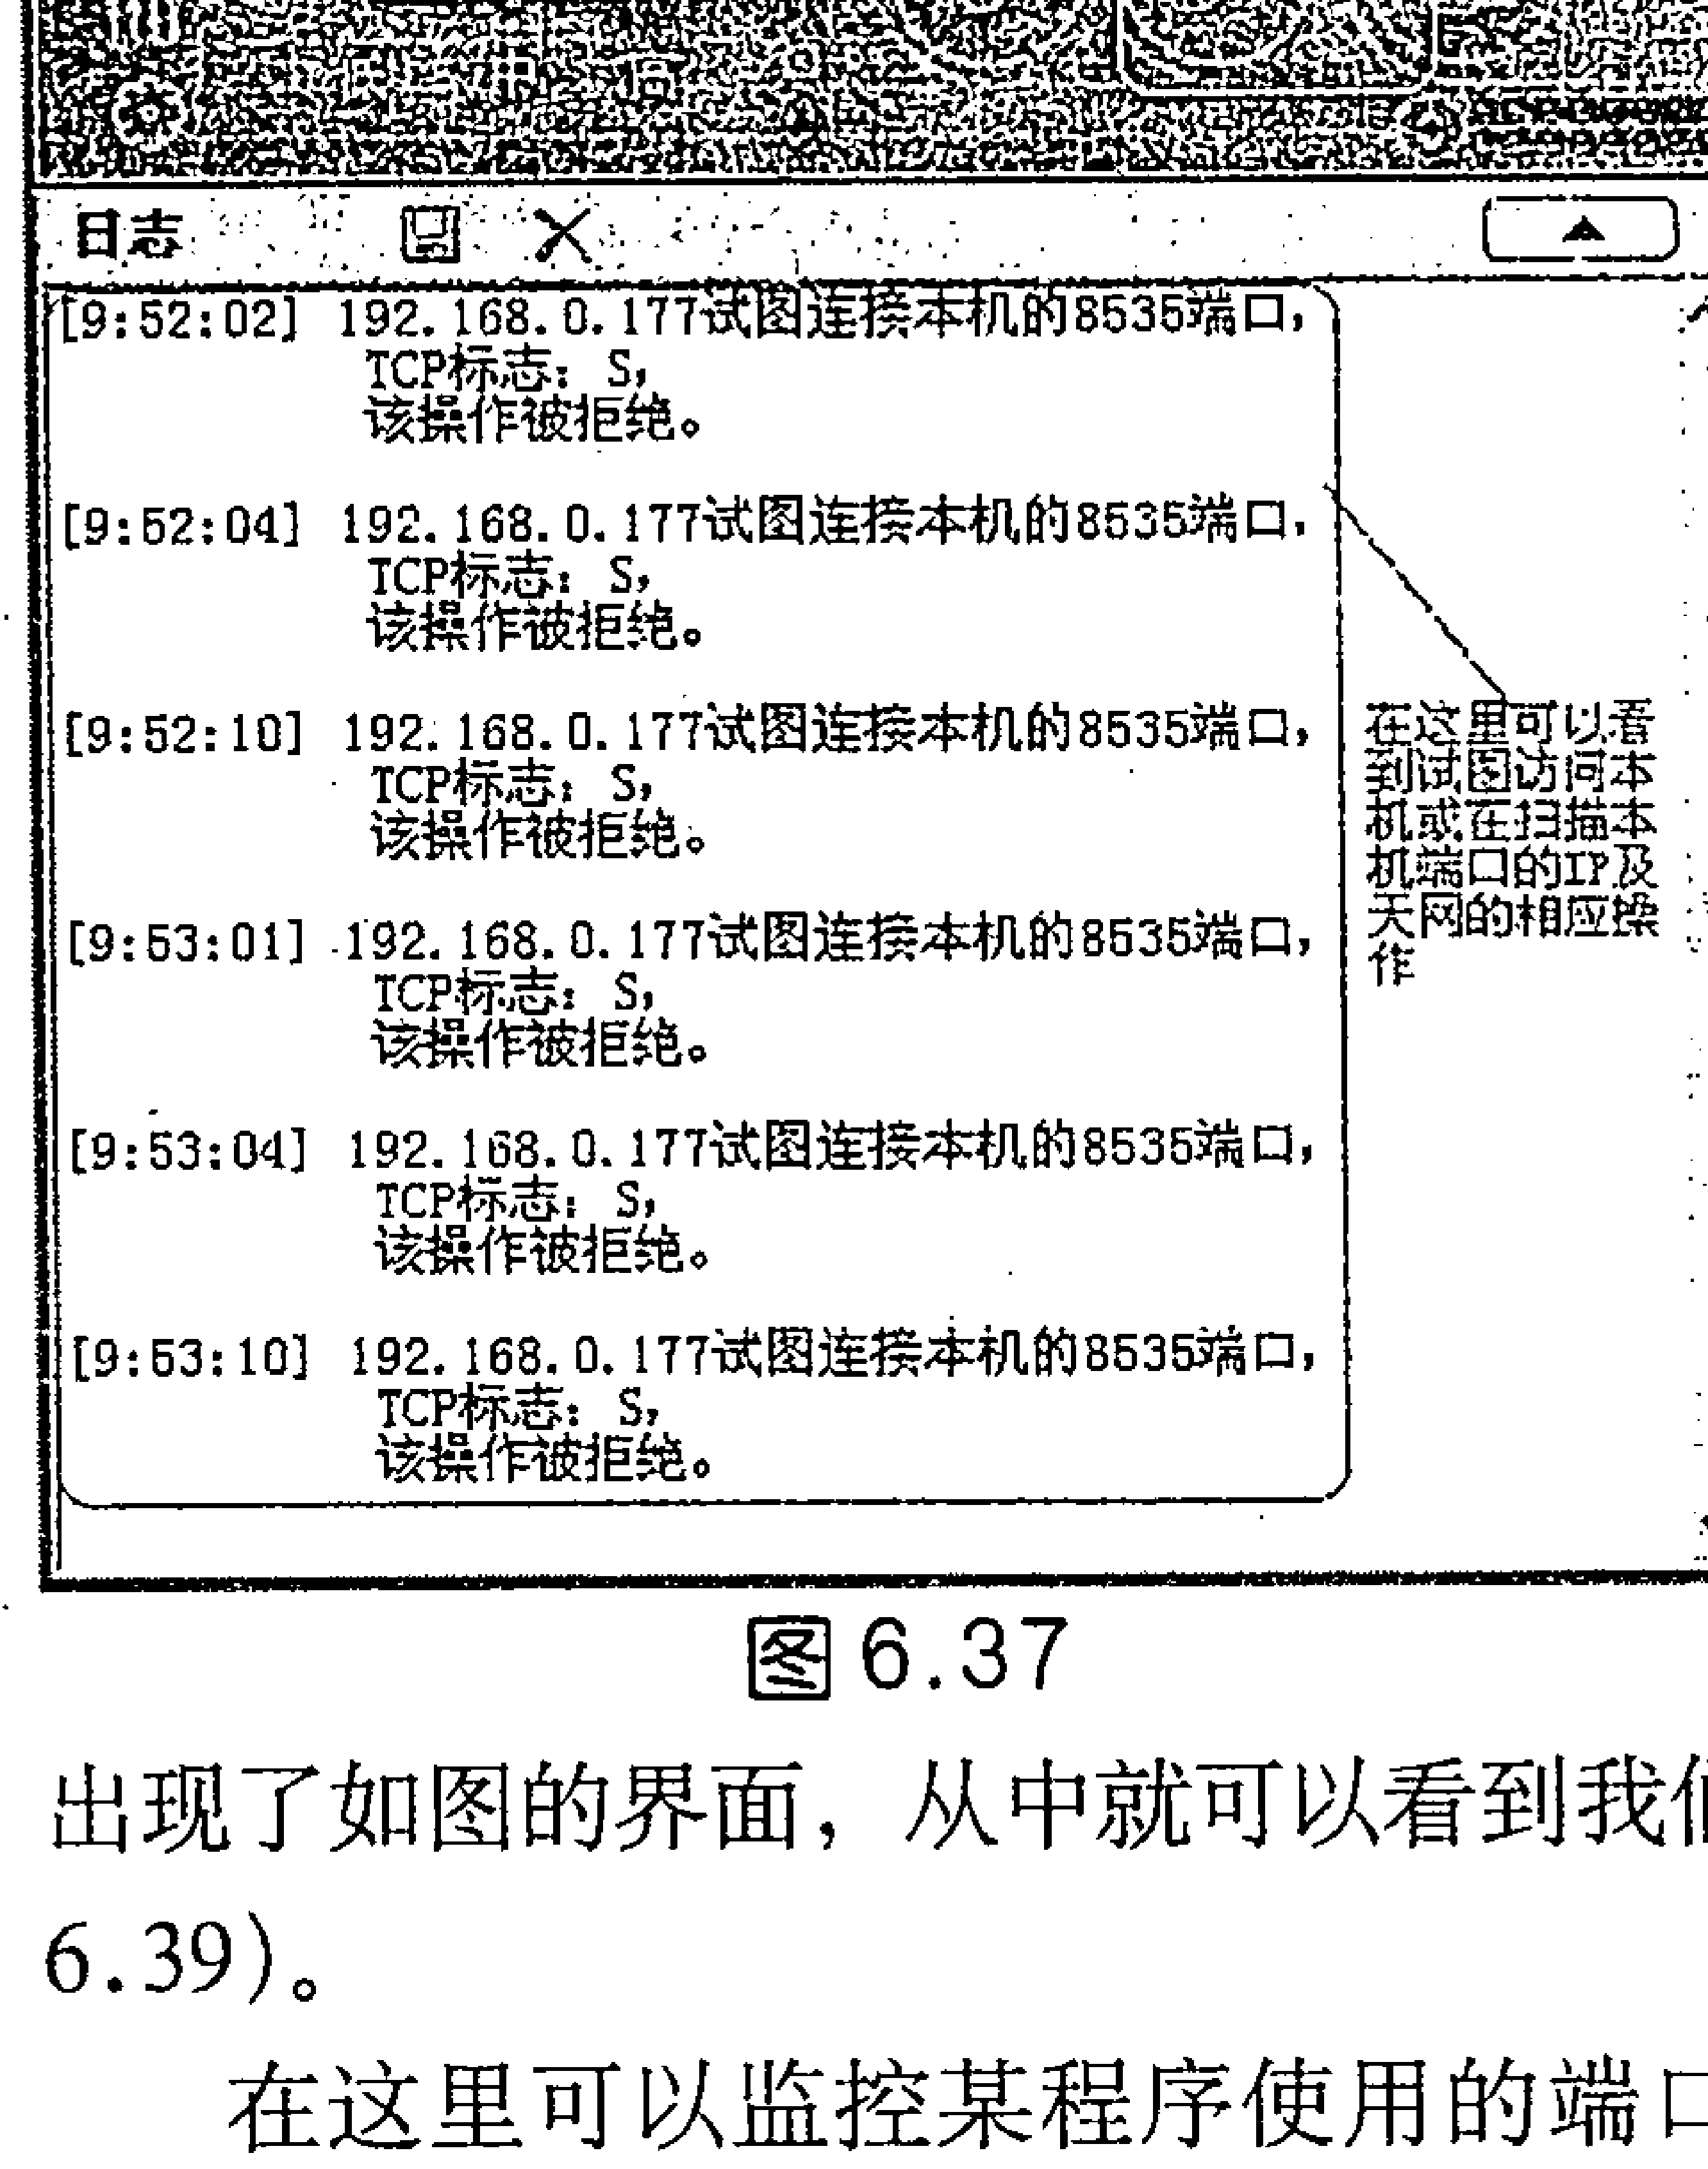 日志
[9:52:02] 192.168.0.177试图连接本机的8535端口,
TCP标志: S,
该操作被拒绝。
[9:52:04] 192.168.0.177试图连接本机的8535端口,
TCP标志: S,
该操作被拒绝。
[9:52:10] 192.168.0.177试图连接本机的8535端口,
TCP标志: S,
该操作被拒绝。
[9:53:01] 192.168.0.177试图连接本机的8535端口,
TCP标志: S,
该操作被拒绝。
[9:53:04] 192.168.0.177试图连接本机的8535端口,
TCP标志: S,
该操作被拒绝。
[9:53:10] 192.168.0.177试图连接本机的8535端口,
TCP标志: S,
该操作被拒绝。
在这里可以看
到试图访问本
机或在扫描本
机端口的IP及
天网的相应操
作
图 6.37
出现了如图的界面，从中就可以看到我们
6.39)。
在这里可以监控某程序使用的端口